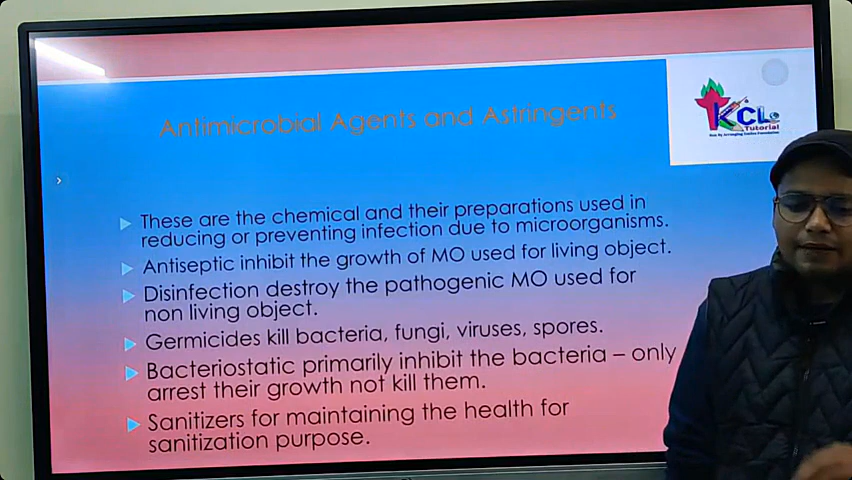 Antimicrobial Agents and Astringents
KCL
Tutorial
These are the chemical and their preparations used in
reducing or preventing infection due to microorganisms.
Antiseptic inhibit the growth of MO used for living object.
Disinfection destroy the pathogenic MO used for
non living object.
Germicides kill bacteria, fungi, viruses, spores.
Bacteriostatic primarily inhibit the bacteria – only
arrest their growth not kill them.
Sanitizers for maintaining the health for
sanitization purpose.